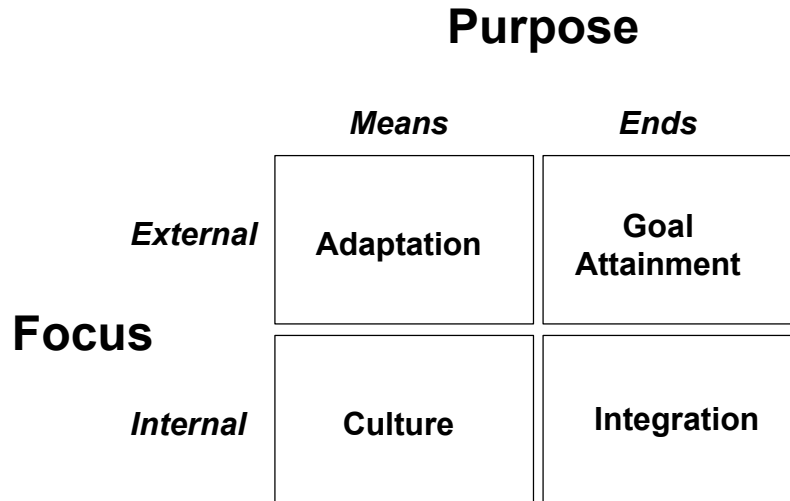 Purpose
Means Ends
External Adaptation Goal
Attainment
Focus
Internal Culture Integration